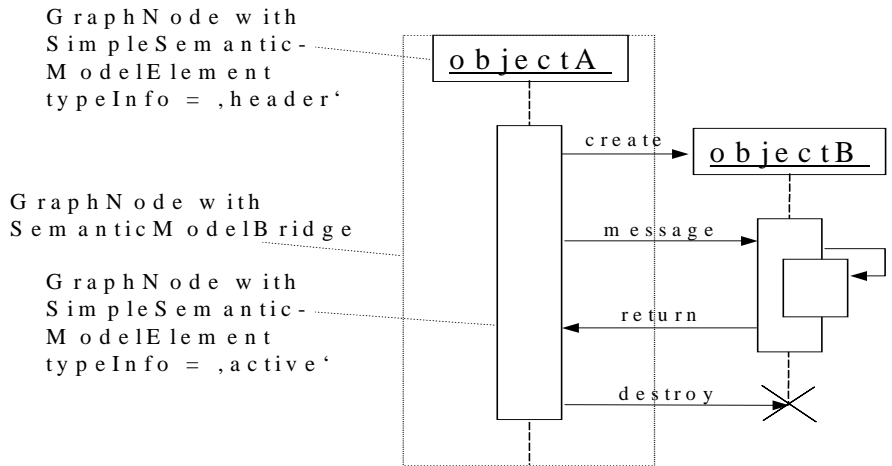 GraphNode with
SimpleSemantic-
ModelElement
typeInfo = ‚header‘
objectA
create
objectB
GraphNode with
SemanticModelBridge
message
GraphNode with
SimpleSemantic-
ModelElement
typeInfo = ‚active‘
return
destroy